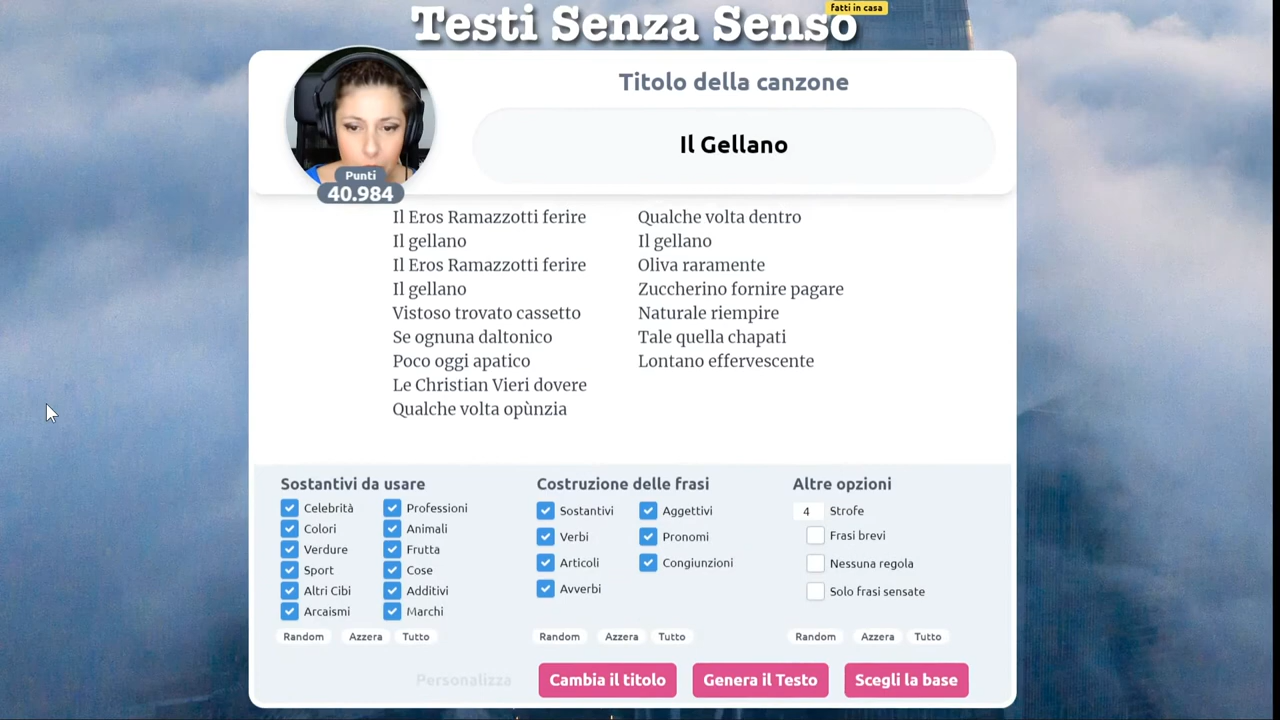 Testi Senza Senso
fatti in casa
Titolo della canzone
Il Gellano
Punti
40.984
Il Eros Ramazzotti ferire
Il gellano
Il Eros Ramazzotti ferire
Il gellano
Vistoso trovato cassetto
Se ognuna daltonico
Poco oggi apatico
Le Christian Vieri dovere
Qualche volta opùnzia
Qualche volta dentro
Il gellano
Oliva raramente
Zuccherino fornire pagare
Naturale riempire
Tale quella chapati
Lontano effervescente
Sostantivi da usare
Celebrità
Professioni
Colori
Animali
Verdure
Frutta
Sport
Cose
Altri Cibi
Additivi
Arcaismi
Marchi
Random Azzera Tutto
Costruzione delle frasi
Sostantivi
Aggettivi
Verbi
Pronomi
Articoli
Congiunzioni
Avverbi
Random Azzera Tutto
Altre opzioni
4 Strofe
Frasi brevi
Nessuna regola
Solo frasi sensate
Random Azzera Tutto
Personalizza
Cambia il titolo
Genera il Testo
Scegli la base